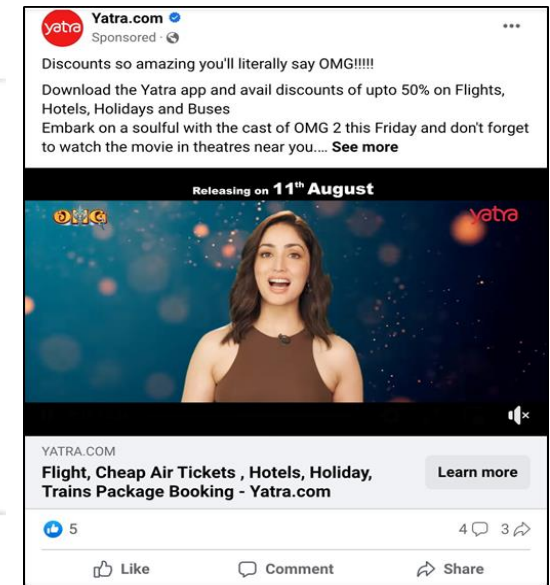 yatra
Yatra.com
Sponsored ·
Discounts so amazing you'll literally say OMG!!!!!
Download the Yatra app and avail discounts of upto 50% on Flights,
Hotels, Holidays and Buses
Embark on a soulful with the cast of OMG 2 this Friday and don't forget
to watch the movie in theatres near you.... See more
Releasing on 11th August
OMG
yatra
YATRA.COM
Flight, Cheap Air Tickets , Hotels, Holiday,
Trains Package Booking - Yatra.com
Learn more
5
4 3
Like Comment Share